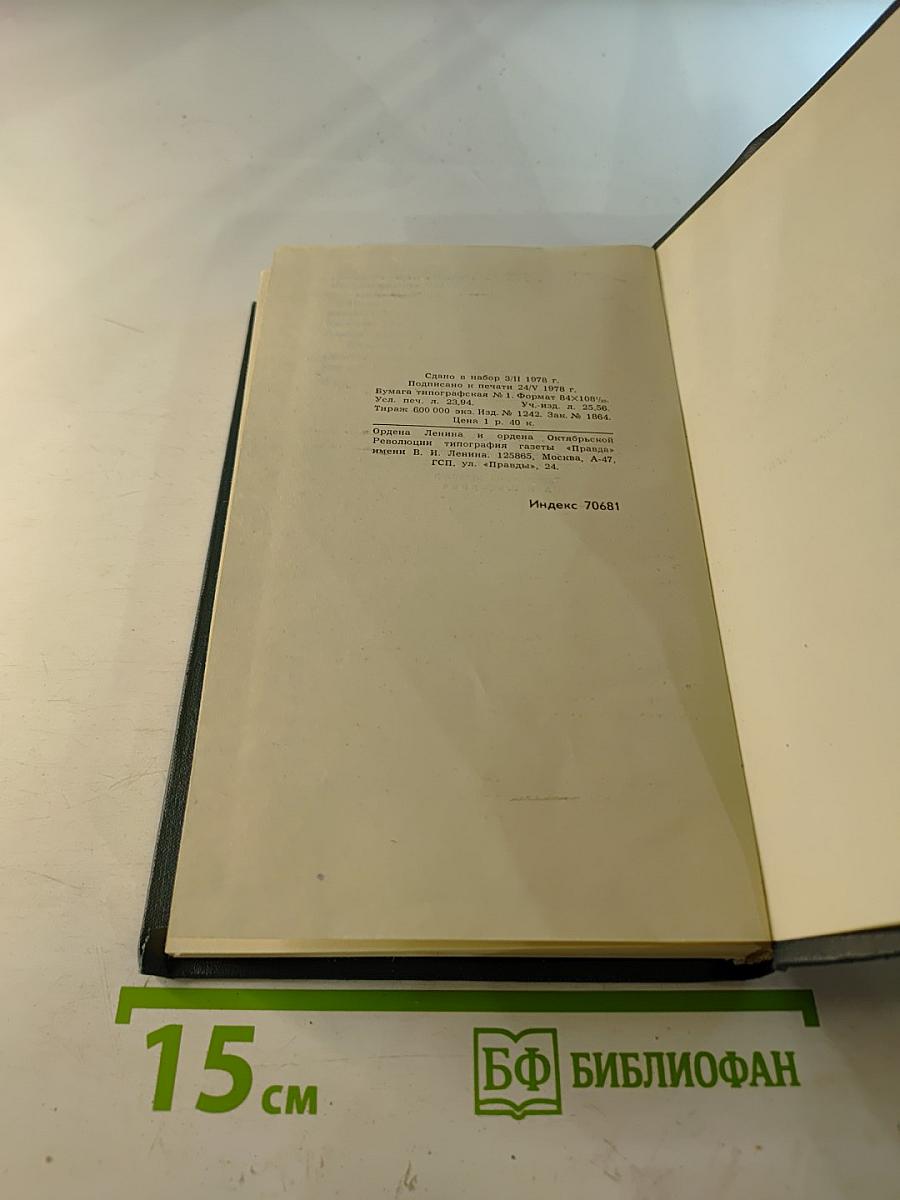 Сдано в набор 3/II 1978 г.
Подписано к печати 24/V 1978 г.
Бумага типографская № 1. Формат 84×108¹/₃₂.
Усл. печ. л. 23,94. Уч.-изд. л. 25,56.
Тираж 600 000 экз. Изд. № 1242. Зак. № 1864.
Цена 1 р. 40 к.
Ордена Ленина и ордена Октябрьской
Революции типография газеты «Правда»
имени В. И. Ленина. 125865, Москва, А-47,
ГСП, ул. «Правды», 24.
Индекс 70681
15 см
БФ БИБЛИОФАН